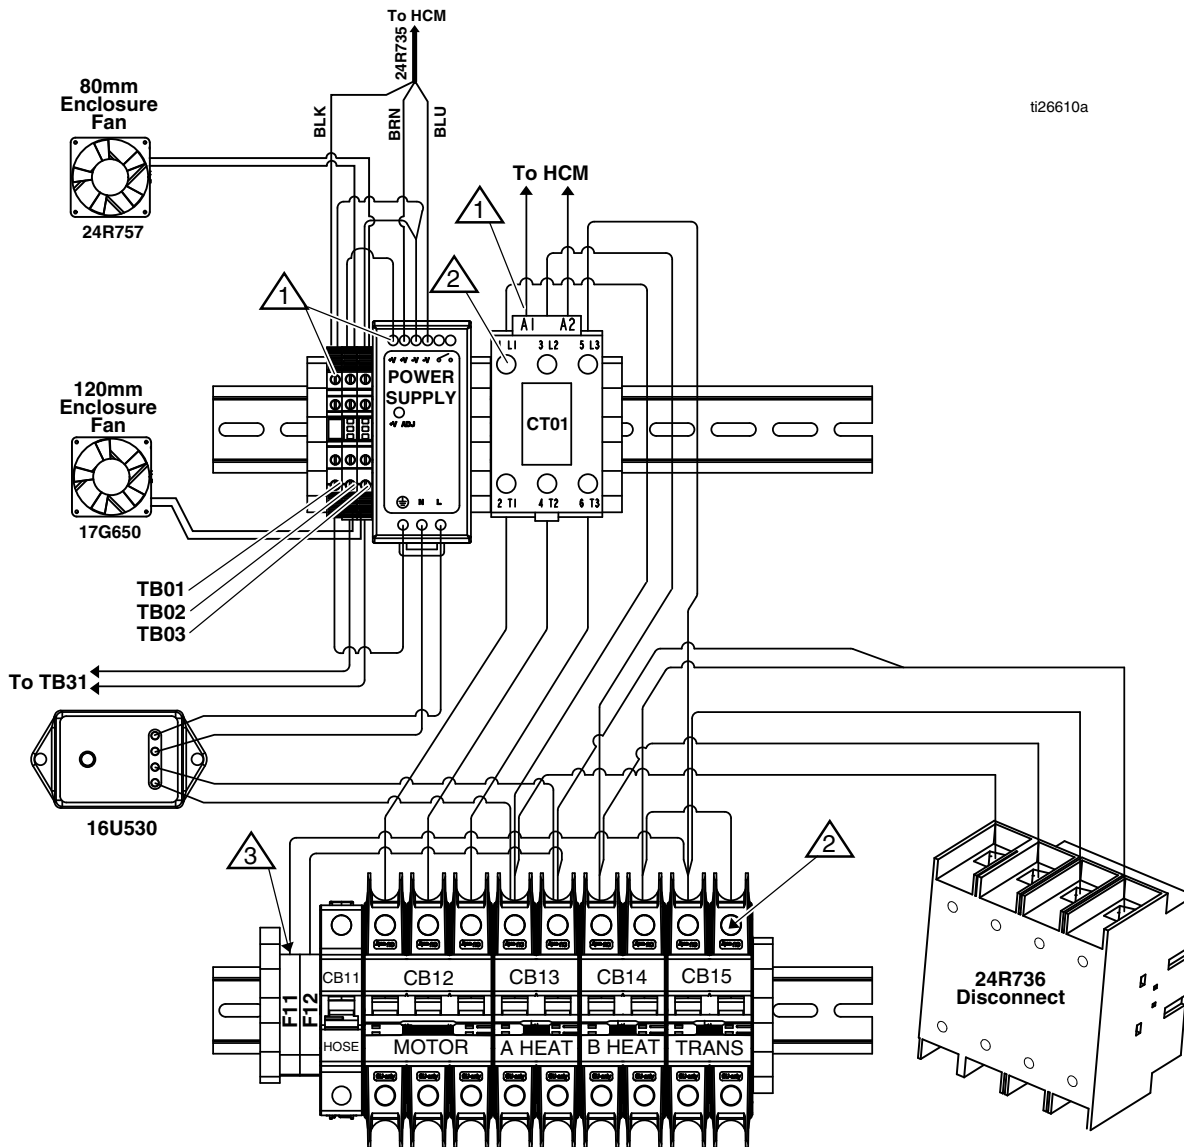 To HCM
24R735
80mm
Enclosure
Fan
24R757
BLK
BRN
BLU
ti26610a
To HCM
1
2
1
A1
A2
L1
3 L2
5 L3
+V +V -V -V
POWER
SUPPLY
+V ADJ
N L
CT01
2 T1
4 T2
6 T3
120mm
Enclosure
Fan
17G650
TB01
TB02
TB03
To TB31
16U530
3
2
F11
F12
CB11
CB12
CB13
CB14
CB15
HOSE
MOTOR
A HEAT
B HEAT
TRANS
24R736
Disconnect